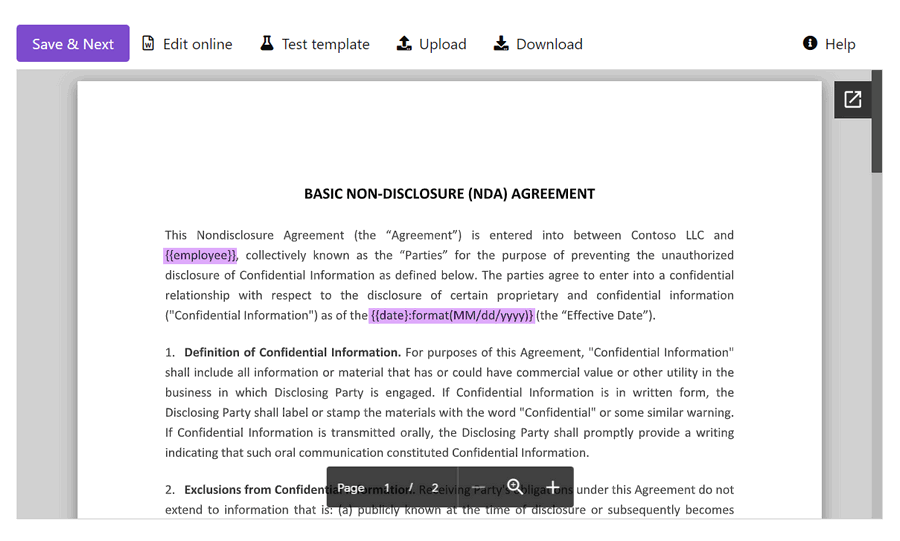 Save & Next Edit online Test template Upload Download Help
BASIC NON-DISCLOSURE (NDA) AGREEMENT
This Nondisclosure Agreement (the “Agreement”) is entered into between Contoso LLC and
{{employee}}, collectively known as the “Parties” for the purpose of preventing the unauthorized
disclosure of Confidential Information as defined below. The parties agree to enter into a confidential
relationship with respect to the disclosure of certain proprietary and confidential information
("Confidential Information") as of the {{date}:format(MM/dd/yyyy)} (the “Effective Date”).
1. Definition of Confidential Information. For purposes of this Agreement, "Confidential Information"
shall include all information or material that has or could have commercial value or other utility in the
business in which Disclosing Party is engaged. If Confidential Information is in written form, the
Disclosing Party shall label or stamp the materials with the word "Confidential" or some similar warning.
If Confidential Information is transmitted orally, the Disclosing Party shall promptly provide a writing
indicating that such oral communication constituted Confidential Information.
Page 1 / 2
2. Exclusions from Confidential Information. Receiving Party's obligations under this Agreement do not
extend to information that is: (a) publicly known at the time of disclosure or subsequently becomes